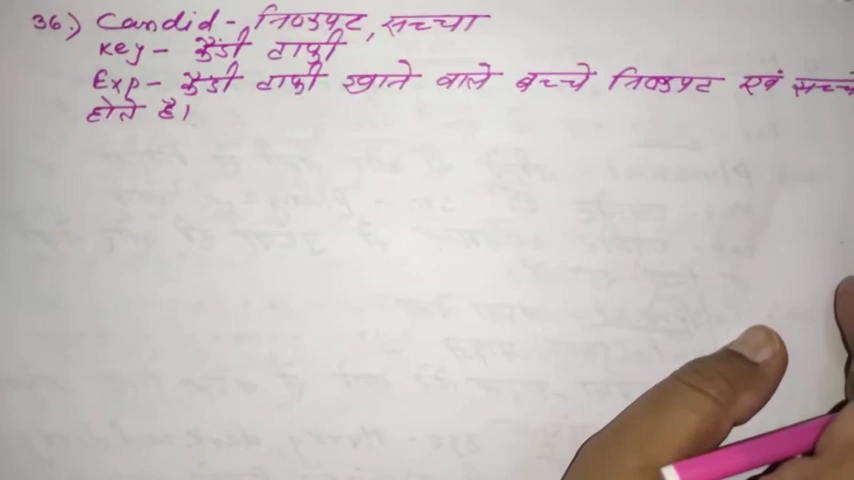 36.) Candid - निष्कपट, सच्चा
Key - कैंडी टाफी
Exp - कैंडी टाफी खाने वाले बच्चे निष्कपट एवं सच्चे
होते है।